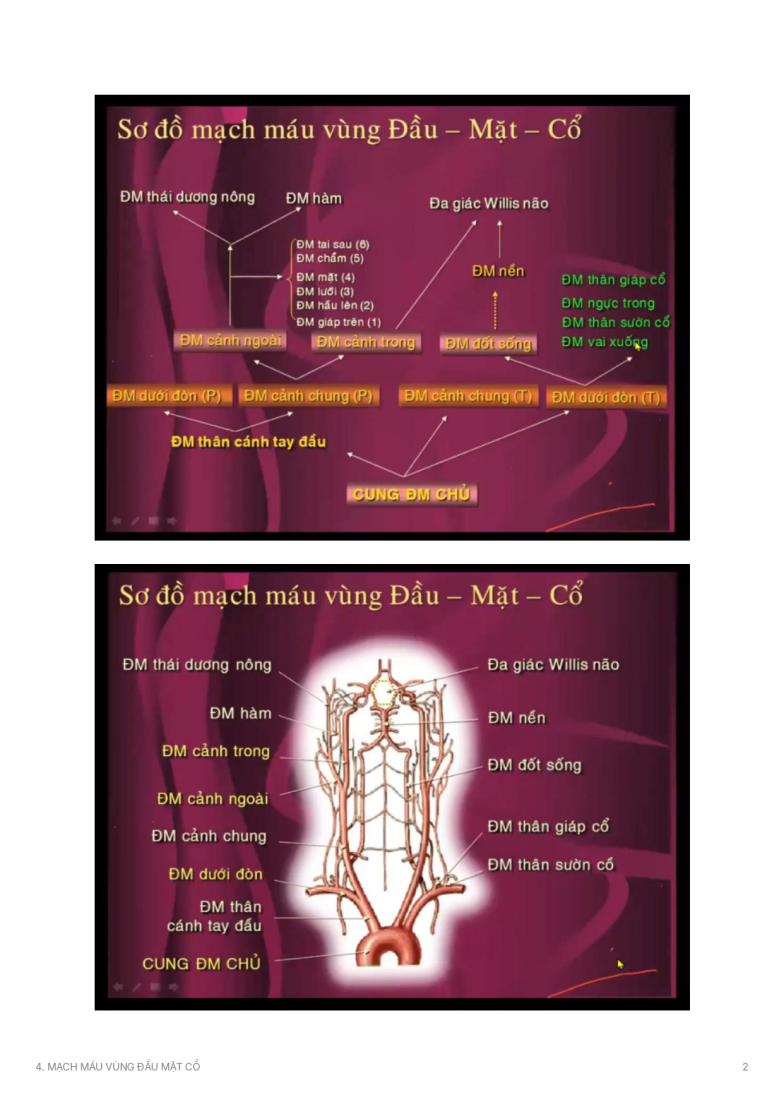 Sơ đồ mạch máu vùng Đầu – Mặt – Cổ
ĐM thái dương nông
ĐM hàm
Đa giác Willis não
ĐM tai sau (6)
ĐM chẩm (5)
ĐM mặt (4)
ĐM lưỡi (3)
ĐM hầu lên (2)
ĐM giáp trên (1)
ĐM nền
ĐM thân giáp cổ
ĐM ngực trong
ĐM thân sườn cổ
ĐM vai xuống
ĐM cảnh ngoài
ĐM cảnh trong
ĐM đốt sống
ĐM dưới đòn (P)
ĐM cảnh chung (P)
ĐM cảnh chung (T)
ĐM dưới đòn (T)
ĐM thân cánh tay đầu
CUNG ĐM CHỦ
Sơ đồ mạch máu vùng Đầu – Mặt – Cổ
ĐM thái dương nông
ĐM hàm
ĐM cảnh trong
ĐM cảnh ngoài
ĐM cảnh chung
ĐM dưới đòn
ĐM thân
cánh tay đầu
CUNG ĐM CHỦ
Đa giác Willis não
ĐM nền
ĐM đốt sống
ĐM thân giáp cổ
ĐM thân sườn cổ
4. MẠCH MÁU VÙNG ĐẦU MẶT CỔ
2